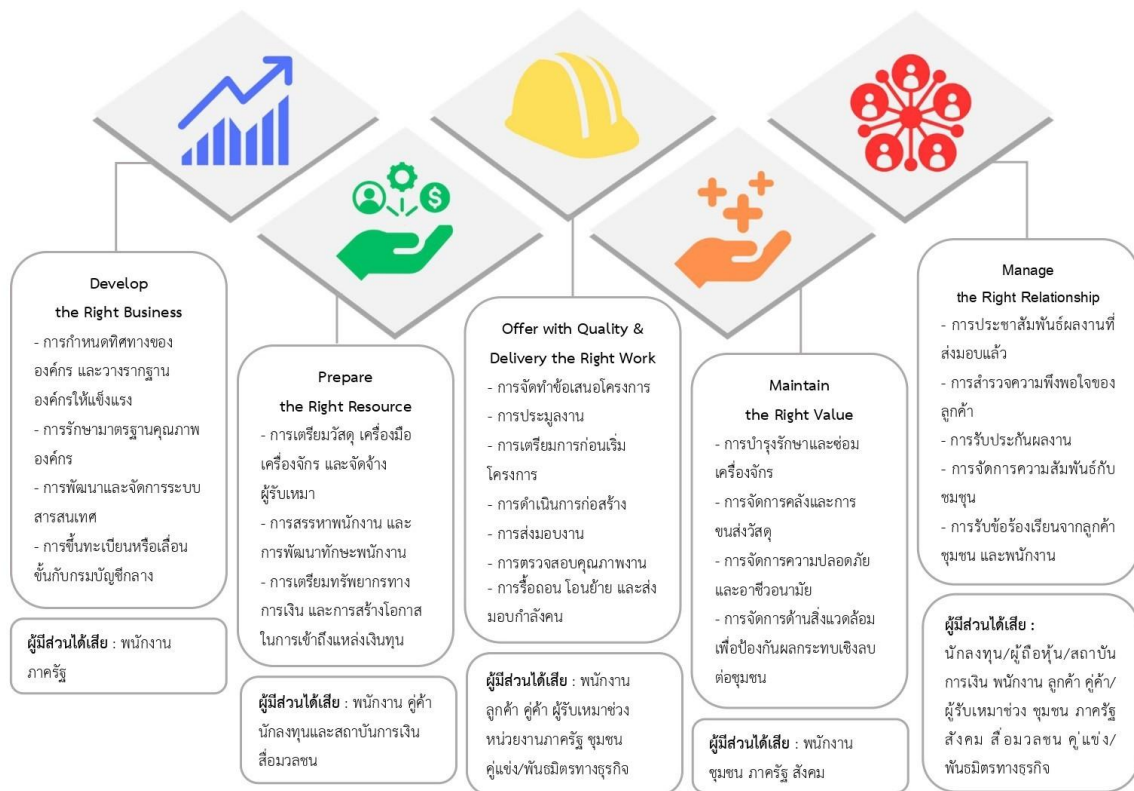 Develop
the Right Business
- การกำหนดทิศทางของ
องค์กร และวางรากฐาน
องค์กรให้แข็งแรง
- การรักษามาตรฐานคุณภาพ
องค์กร
- การพัฒนาและจัดการระบบ
สารสนเทศ
- การขึ้นทะเบียนหรือเลื่อน
ขั้นกับกรมบัญชีกลาง
ผู้มีส่วนได้เสีย : พนักงาน
ภาครัฐ
Prepare
the Right Resource
- การเตรียมวัสดุ เครื่องมือ
เครื่องจักร และจัดจ้าง
ผู้รับเหมา
- การสรรหาพนักงาน และ
การพัฒนาทักษะพนักงาน
- การเตรียมทรัพยากรทาง
การเงิน และการสร้างโอกาส
ในการเข้าถึงแหล่งเงินทุน
ผู้มีส่วนได้เสีย : พนักงาน คู่ค้า
นักลงทุนและสถาบันการเงิน
สื่อมวลชน
Offer with Quality &
Delivery the Right Work
- การจัดทำข้อเสนอโครงการ
- การประมูลงาน
- การเตรียมการก่อนเริ่ม
โครงการ
- การดำเนินการก่อสร้าง
- การส่งมอบงาน
- การตรวจสอบคุณภาพงาน
- การรื้อถอน โอนย้าย และส่ง
มอบกำลังคน
ผู้มีส่วนได้เสีย : พนักงาน
ลูกค้า คู่ค้า ผู้รับเหมาช่วง
หน่วยงานภาครัฐ ชุมชน
คู่แข่ง/พันธมิตรทางธุรกิจ
Maintain
the Right Value
- การบำรุงรักษาและซ่อม
เครื่องจักร
- การจัดการคลังและการ
ขนส่งวัสดุ
- การจัดการความปลอดภัย
และอาชีวอนามัย
- การจัดการด้านสิ่งแวดล้อม
เพื่อป้องกันผลกระทบเชิงลบ
ต่อชุมชน
ผู้มีส่วนได้เสีย : พนักงาน
ชุมชน ภาครัฐ สังคม
Manage
the Right Relationship
- การประชาสัมพันธ์ผลงานที่
ส่งมอบแล้ว
- การสำรวจความพึงพอใจของ
ลูกค้า
- การรับประกันผลงาน
- การจัดการความสัมพันธ์กับ
ชมชุน
- การรับข้อร้องเรียนจากลูกค้า
ชุมชน และพนักงาน
ผู้มีส่วนได้เสีย :
นักลงทุน/ผู้ถือหุ้น/สถาบัน
การเงิน พนักงาน ลูกค้า คู่ค้า/
ผู้รับเหมาช่วง ชุมชน ภาครัฐ
สังคม สื่อมวลชน คู่แข่ง/
พันธมิตรทางธุรกิจ